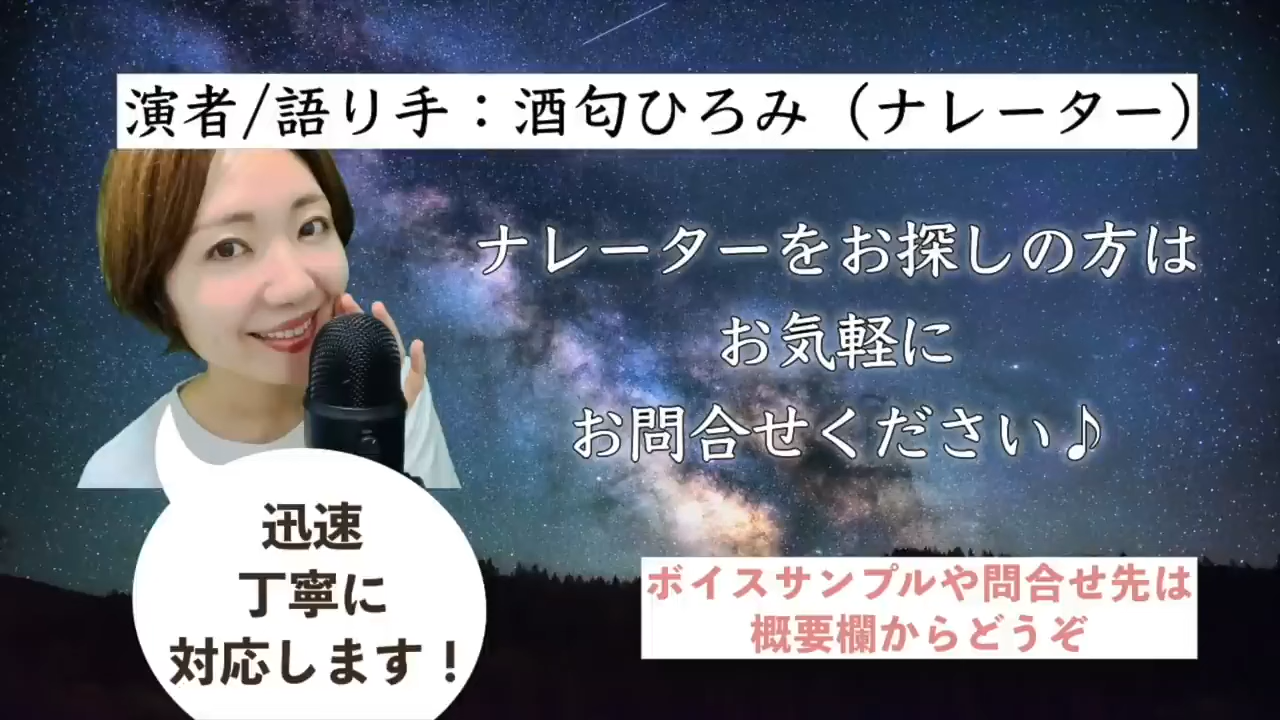 演者/語り手：酒匂ひろみ（ナレーター）
ナレーターをお探しの方は
お気軽に
お問合せください♪
迅速
丁寧に
対応します！
ボイスサンプルや問合せ先は
概要欄からどうぞ